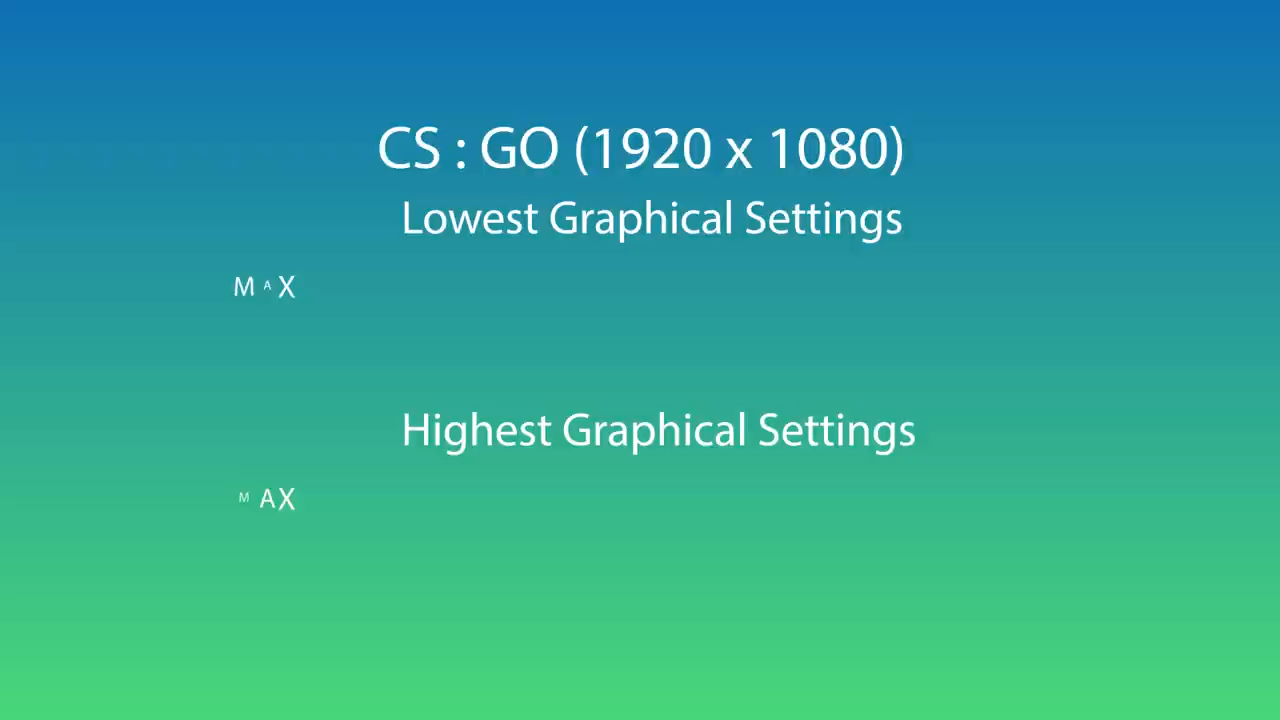 CS : GO (1920 x 1080)
Lowest Graphical Settings
M A X
Highest Graphical Settings
M AX